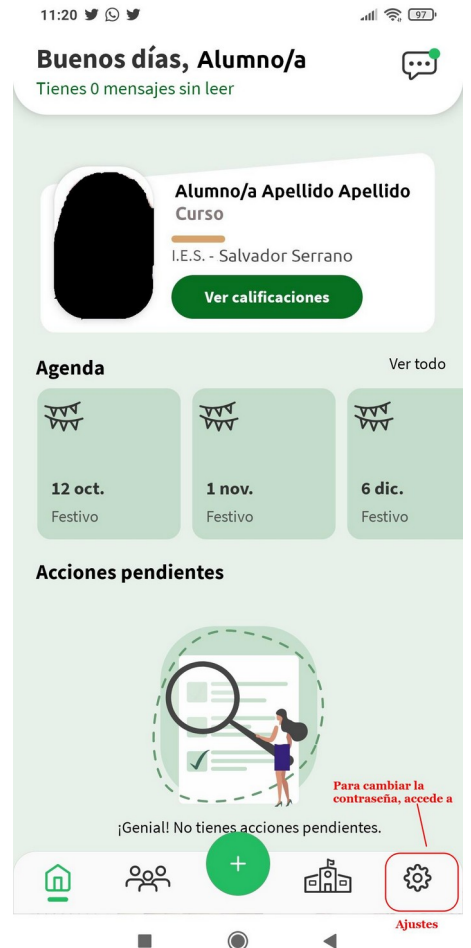 11:20
97
Buenos días, Alumno/a
Tienes 0 mensajes sin leer
Alumno/a Apellido Apellido
Curso
I.E.S. - Salvador Serrano
Ver calificaciones
Agenda
Ver todo
12 oct.
Festivo
1 nov.
Festivo
6 dic.
Festivo
Acciones pendientes
¡Genial! No tienes acciones pendientes.
Para cambiar la
contraseña, accede a
Ajustes